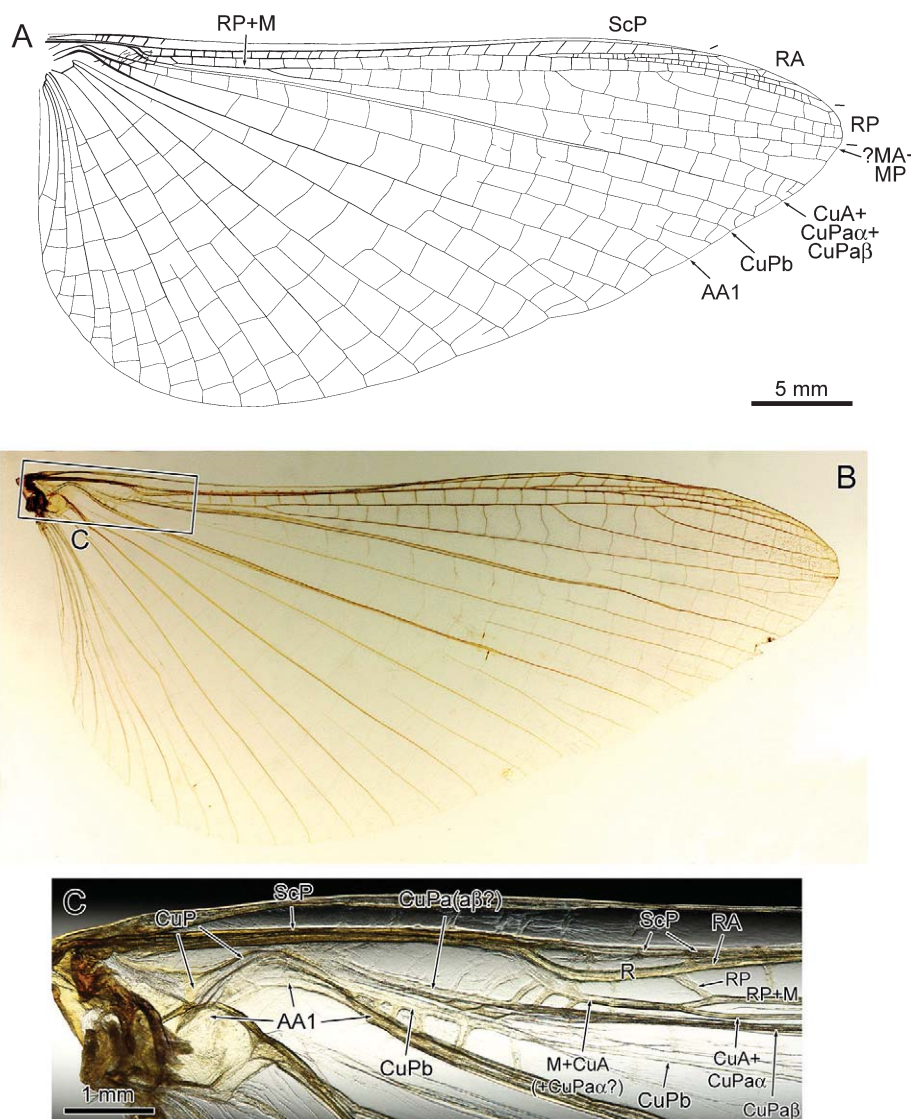 A
RP+M
ScP
RA
RP
?MA-
MP
CuA+
CuPaα+
CuPaβ
CuPb
AA1
5 mm
B
C
C
ScP
CuPa(aβ?)
CuP
ScP
RA
R
RP
RP+M
AA1
CuPb
M+CuA
(+CuPaα?)
CuA+
CuPaα
CuPb
CuPaβ
1 mm